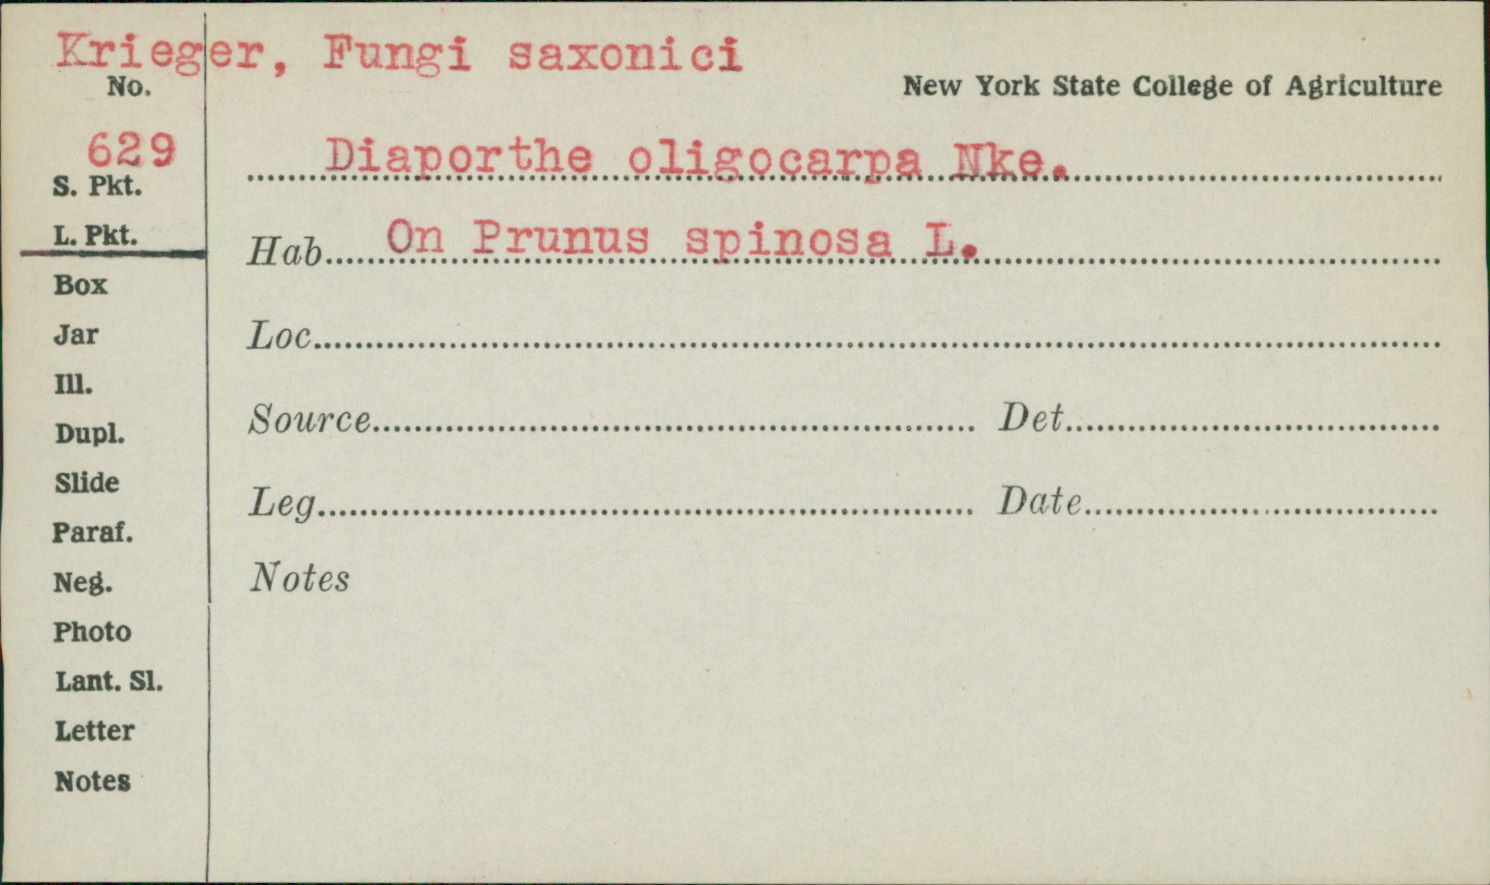 Krieger, Fungi saxonici
No.
New York State College of Agriculture
629
Diaporthe oligocarpa Nke.
S. Pkt.
L. Pkt.
Hab. On Prunus spinosa L.
Box
Jar
Loc.
Ill.
Source Det.
Dupl.
Slide
Leg. Date
Paraf.
Neg.
Notes
Photo
Lant. Sl.
Letter
Notes